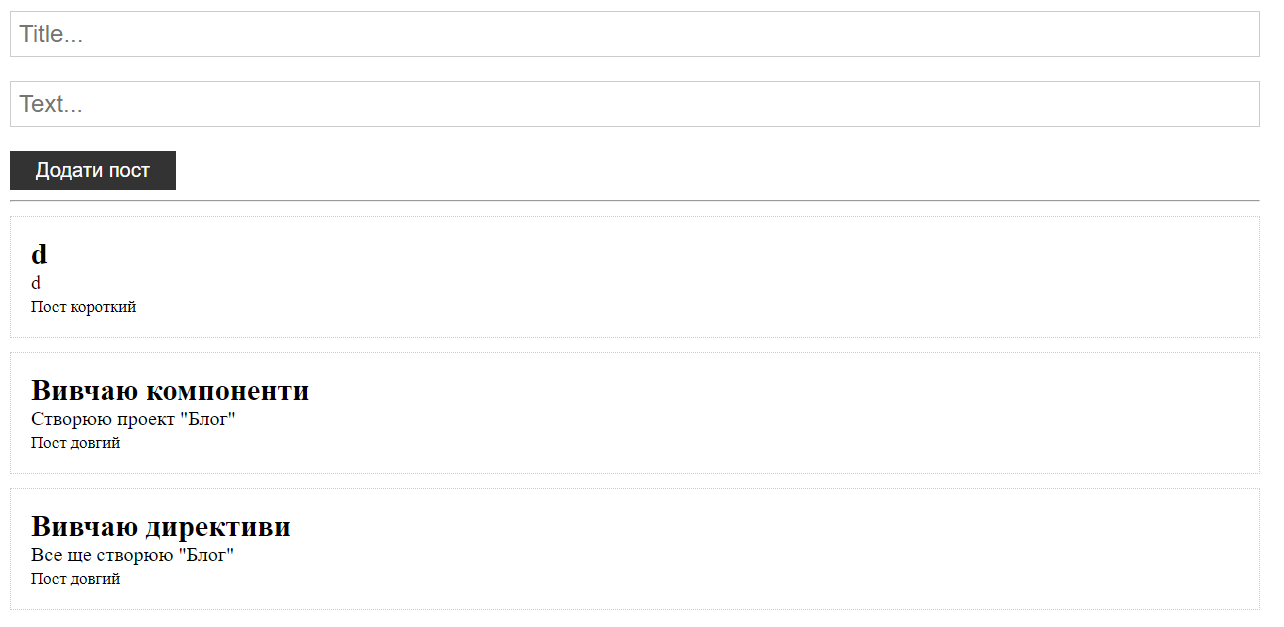 Title...
Text...
Додати пост
d
d
Пост короткий
Вивчаю компоненти
Створюю проект "Блог"
Пост довгий
Вивчаю директиви
Все ще створюю "Блог"
Пост довгий